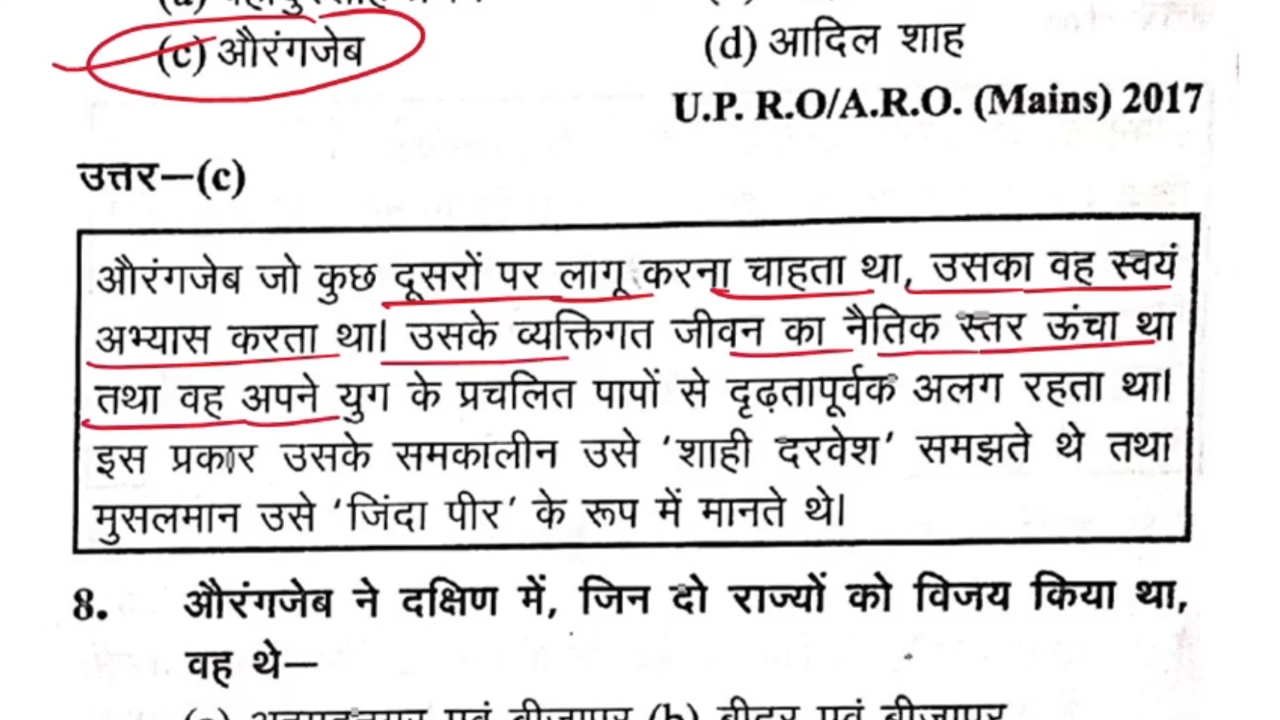 (c) औरंगजेब (d) आदिल शाह
U.P. R.O/A.R.O. (Mains) 2017
उत्तर—(c)
औरंगजेब जो कुछ दूसरों पर लागू करना चाहता था, उसका वह स्वयं
अभ्यास करता था। उसके व्यक्तिगत जीवन का नैतिक स्तर ऊंचा था
तथा वह अपने युग के प्रचलित पापों से दृढ़तापूर्वक अलग रहता था।
इस प्रकार उसके समकालीन उसे 'शाही दरवेश' समझते थे तथा
मुसलमान उसे 'जिंदा पीर' के रूप में मानते थे।
8. औरंगजेब ने दक्षिण में, जिन दो राज्यों को विजय किया था,
वह थे—